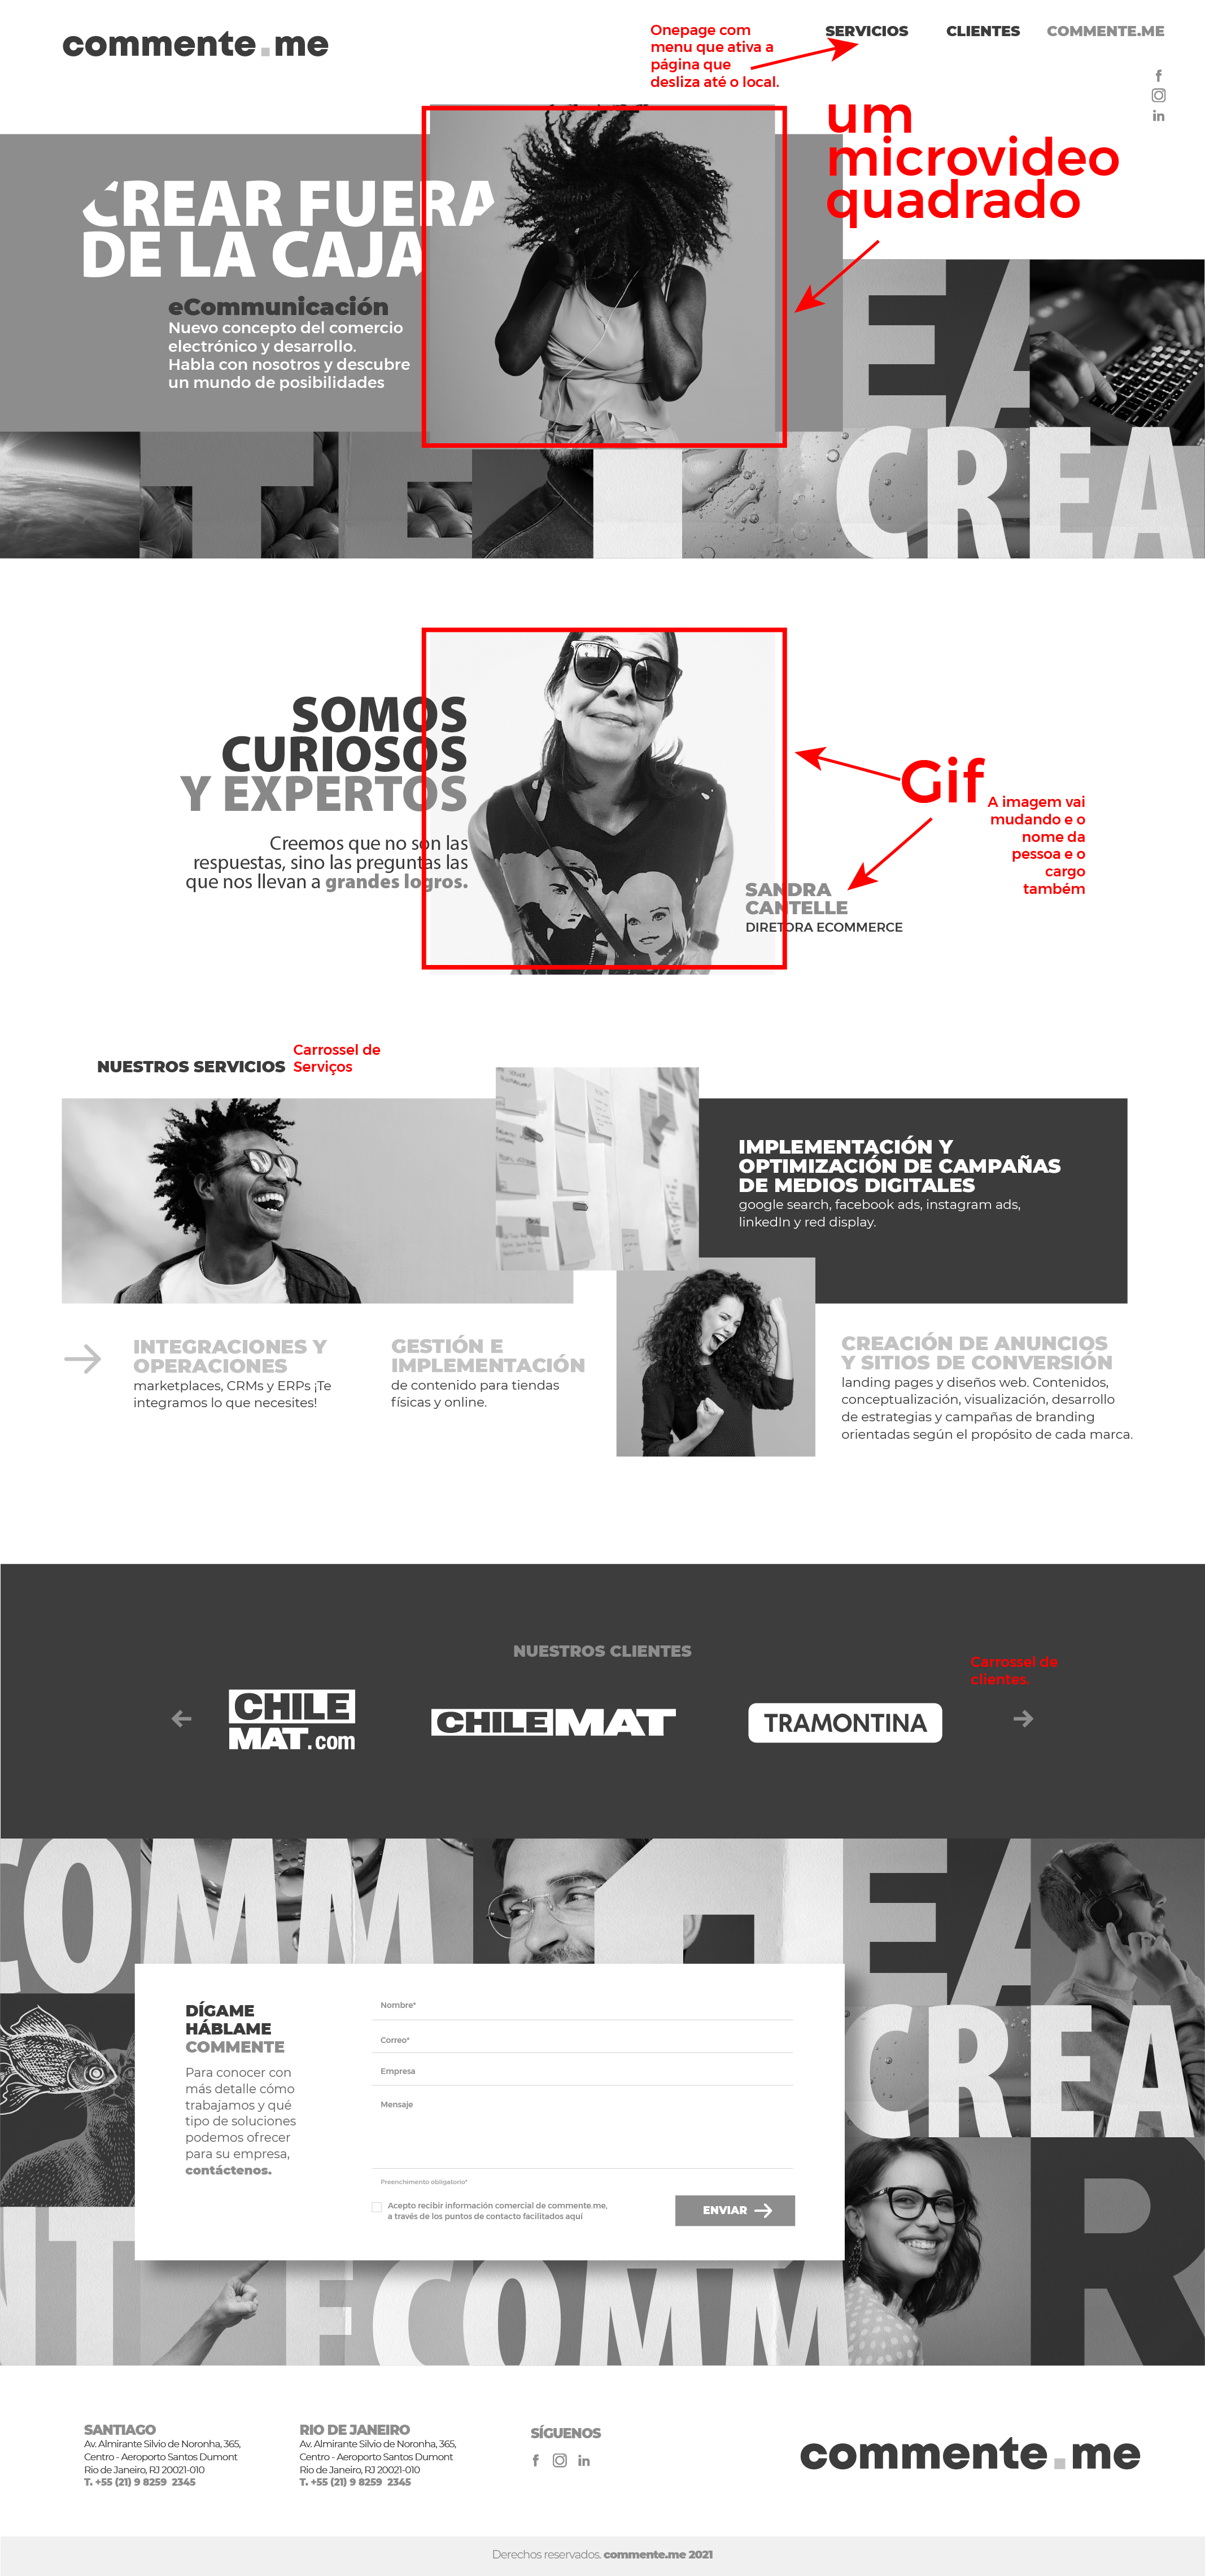 commente.me
Onepage com
menu que ativa a
página que
desliza até o local.
SERVICIOS
CLIENTES
COMMENTE.ME
um
microvideo
quadrado
CREAR FUERA
DE LA CAJA
eCommunicación
Nuevo concepto del comercio
electrónico y desarrollo.
Habla con nosotros y descubre
un mundo de posibilidades
EA
TE
CREA
SOMOS
CURIOSOS
Y EXPERTOS
Creemos que no son las
respuestas, sino las preguntas las
que nos llevan a grandes logros.
Gif
A imagem vai
mudando e o
nome da
pessoa e o
cargo
também
SANDRA
CANTELLE
DIRETORA ECOMMERCE
NUESTROS SERVICIOS
Carrossel de
Serviços
IMPLEMENTACIÓN Y
OPTIMIZACIÓN DE CAMPAÑAS
DE MEDIOS DIGITALES
google search, facebook ads, instagram ads,
linkedIn y red display.
INTEGRACIONES Y
OPERACIONES
marketplaces, CRMs y ERPs ¡Te
integramos lo que necesites!
GESTIÓN E
IMPLEMENTACIÓN
de contenido para tiendas
físicas y online.
CREACIÓN DE ANUNCIOS
Y SITIOS DE CONVERSIÓN
landing pages y diseños web. Contenidos,
conceptualización, visualización, desarrollo
de estrategias y campañas de branding
orientadas según el propósito de cada marca.
NUESTROS CLIENTES
Carrossel de
clientes.
CHILE
MAT.com
CHILEMAT
TRAMONTINA
COMM
EA
CREA
DÍGAME
HÁBLAME
COMMENTE
Para conocer con
más detalle cómo
trabajamos y qué
tipo de soluciones
podemos ofrecer
para su empresa,
contáctenos.
Nombre*
Correo*
Empresa
Mensaje
Preenchimento obligatorio*
Acepto recibir información comercial de commente.me,
a través de los puntos de contacto facilitados aquí
ENVIAR
R
NT
ECOMM
SANTIAGO
Av. Almirante Silvio de Noronha, 365,
Centro - Aeroporto Santos Dumont
Rio de Janeiro, RJ 20021-010
T. +55 (21) 9 8259 2345
RIO DE JANEIRO
Av. Almirante Silvio de Noronha, 365,
Centro - Aeroporto Santos Dumont
Rio de Janeiro, RJ 20021-010
T. +55 (21) 9 8259 2345
SÍGUENOS
f
in
commente.me
Derechos reservados. commente.me 2021